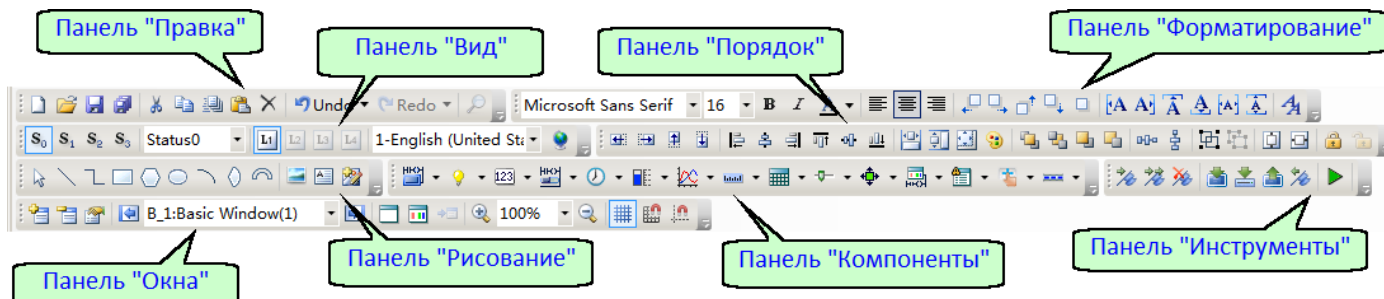 Панель "Правка"
Панель "Вид"
Панель "Порядок"
Панель "Форматирование"
Undo Redo Microsoft Sans Serif 16 B I A A A A A A A A
S₀ S₁ S₂ S₃ Status0 L1 L2 L3 L4 1-English (United Sta
A 123
B_1:Basic Window(1) 100%
Панель "Окна"
Панель "Рисование"
Панель "Компоненты"
Панель "Инструменты"